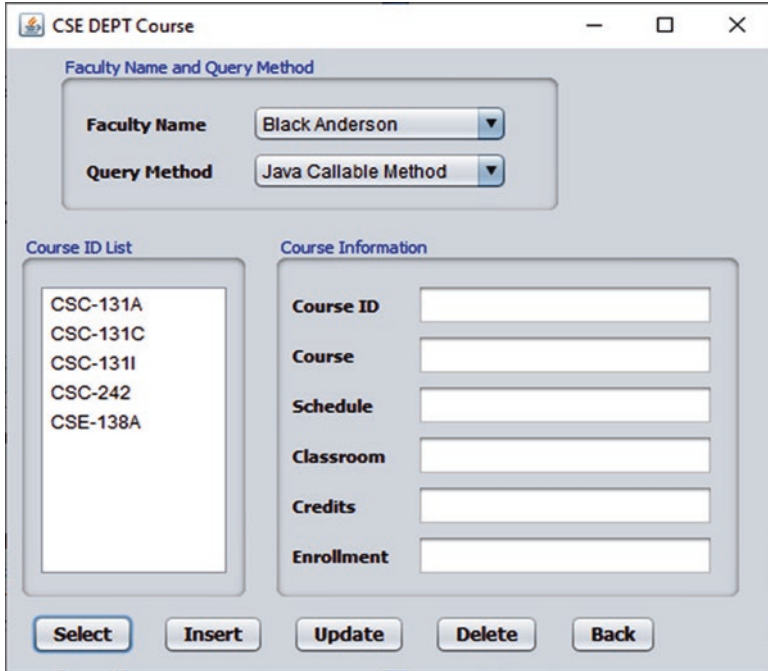 CSE DEPT Course
Faculty Name and Query Method
Faculty Name Black Anderson
Query Method Java Callable Method
Course ID List
CSC-131A
CSC-131C
CSC-131I
CSC-242
CSE-138A
Course Information
Course ID
Course
Schedule
Classroom
Credits
Enrollment
Select Insert Update Delete Back